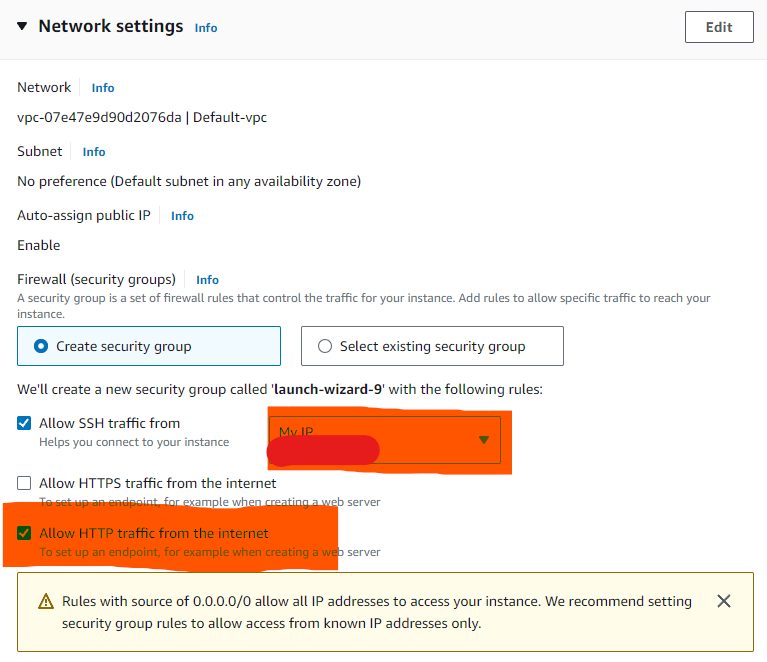 Network settings Info
Edit
Network Info
vpc-07e47e9d90d2076da | Default-vpc
Subnet Info
No preference (Default subnet in any availability zone)
Auto-assign public IP Info
Enable
Firewall (security groups) Info
A security group is a set of firewall rules that control the traffic for your instance. Add rules to allow specific traffic to reach your
instance.
Create security group
Select existing security group
We'll create a new security group called 'launch-wizard-9' with the following rules:
Allow SSH traffic from
Helps you connect to your instance
My IP
Allow HTTPS traffic from the internet
To set up an endpoint, for example when creating a web server
Allow HTTP traffic from the internet
To set up an endpoint, for example when creating a web server
Rules with source of 0.0.0.0/0 allow all IP addresses to access your instance. We recommend setting
security group rules to allow access from known IP addresses only.